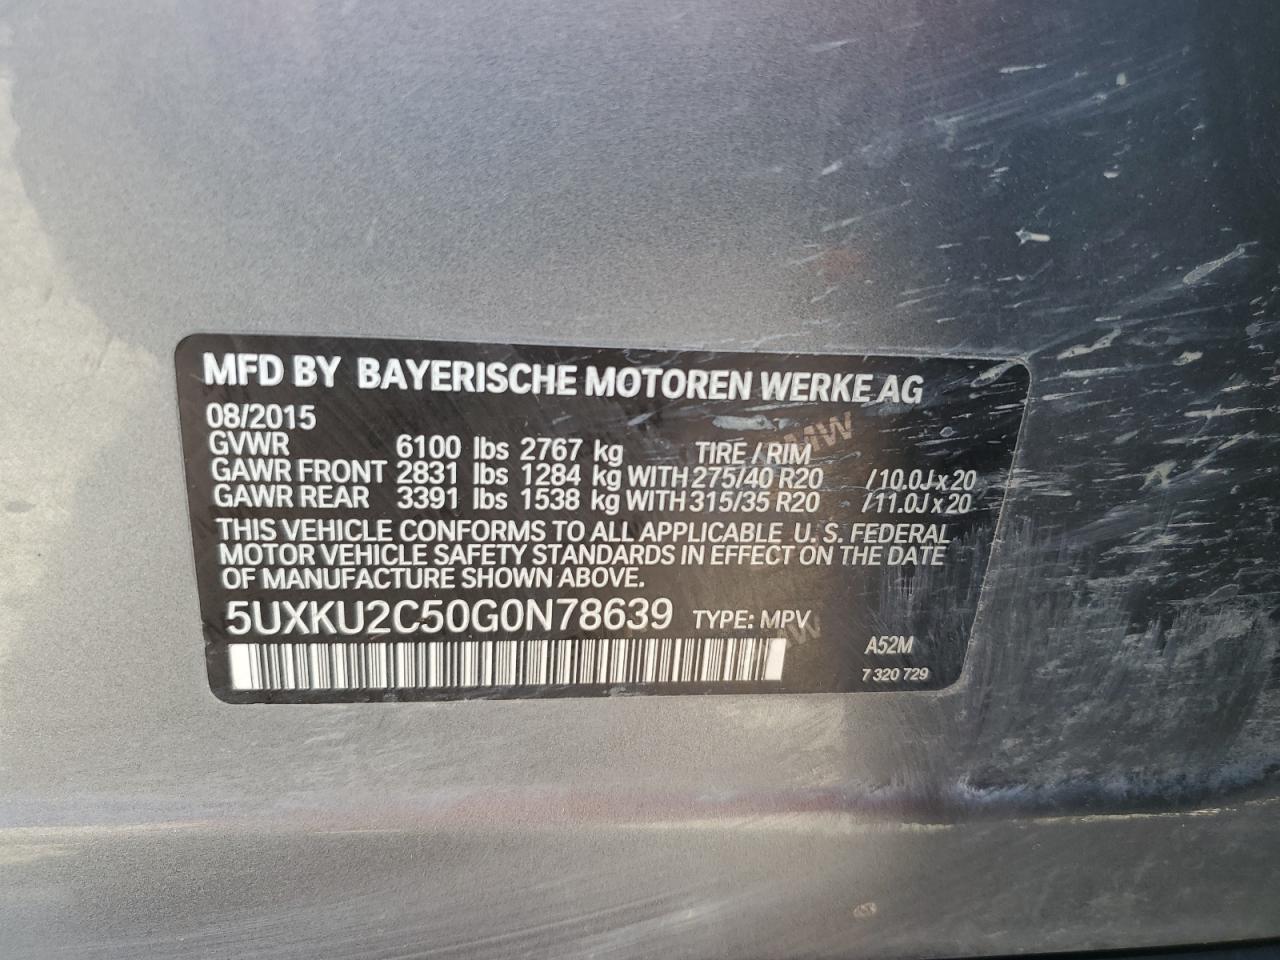 MFD BY BAYERISCHE MOTOREN WERKE AG
08/2015
GVWR 6100 lbs 2767 kg TIRE / RIM
GAWR FRONT 2831 lbs 1284 kg WITH 275/40 R20 /10.0J x 20
GAWR REAR 3391 lbs 1538 kg WITH 315/35 R20 /11.0J x 20
THIS VEHICLE CONFORMS TO ALL APPLICABLE U. S. FEDERAL
MOTOR VEHICLE SAFETY STANDARDS IN EFFECT ON THE DATE
OF MANUFACTURE SHOWN ABOVE.
5UXKU2C50G0N78639 TYPE: MPV
A52M
7 320 729
BMW